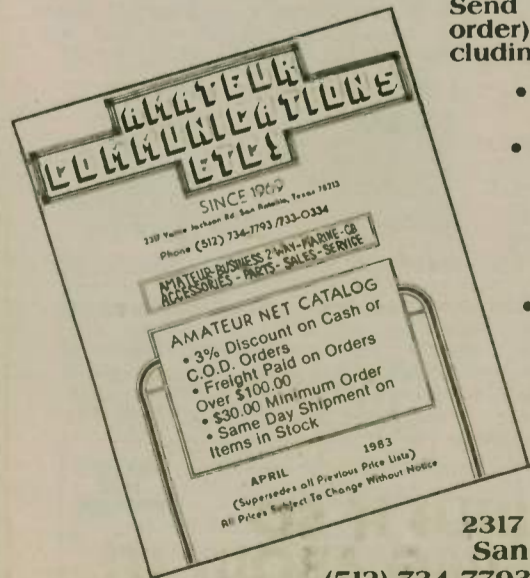 Send
order)
cludin
•
•
•
AMATEUR
COMMUNICATIONS
ETC!
SINCE 1969
2317 Vance Jackson Rd. San Antonio, Texas 78213
Phone (512) 734-7793 /733-0334
AMATEUR-BUSINESS 2-WAY-MARINE-CB
ACCESSORIES - PARTS - SALES - SERVICE
AMATEUR NET CATALOG
• 3% Discount on Cash or
C.O.D. Orders
• Freight Paid on Orders
Over $100.00
• $30.00 Minimum Order
• Same Day Shipment on
Items in Stock
APRIL 1983
(Supersedes all Previous Price Lists)
All Prices Subject To Change Without Notice
2317
San
(512) 734-7793